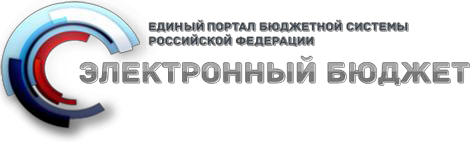 ЕДИНЫЙ ПОРТАЛ БЮДЖЕТНОЙ СИСТЕМЫ
РОССИЙСКОЙ ФЕДЕРАЦИИ
ЭЛЕКТРОННЫЙ БЮДЖЕТ